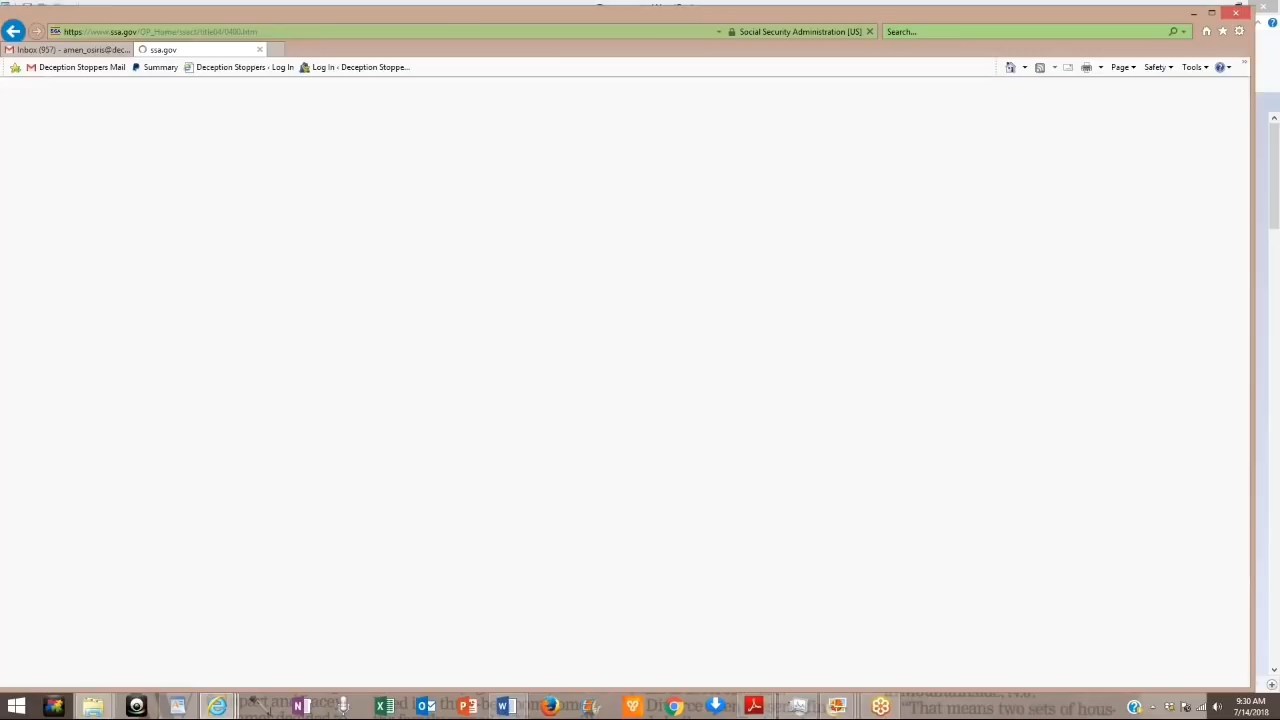 https://www.ssa.gov/OP_Home/ssact/title04/0400.htm
Social Security Administration [US]
Search...
Inbox (957) - amen_osiris@dec...
ssa.gov
Deception Stoppers Mail
Summary
Deception Stoppers › Log In
Log In ‹ Deception Stoppe...
Page
Safety
Tools
Divorce
"That means two sets of hous-
9:30 AM
7/14/2018